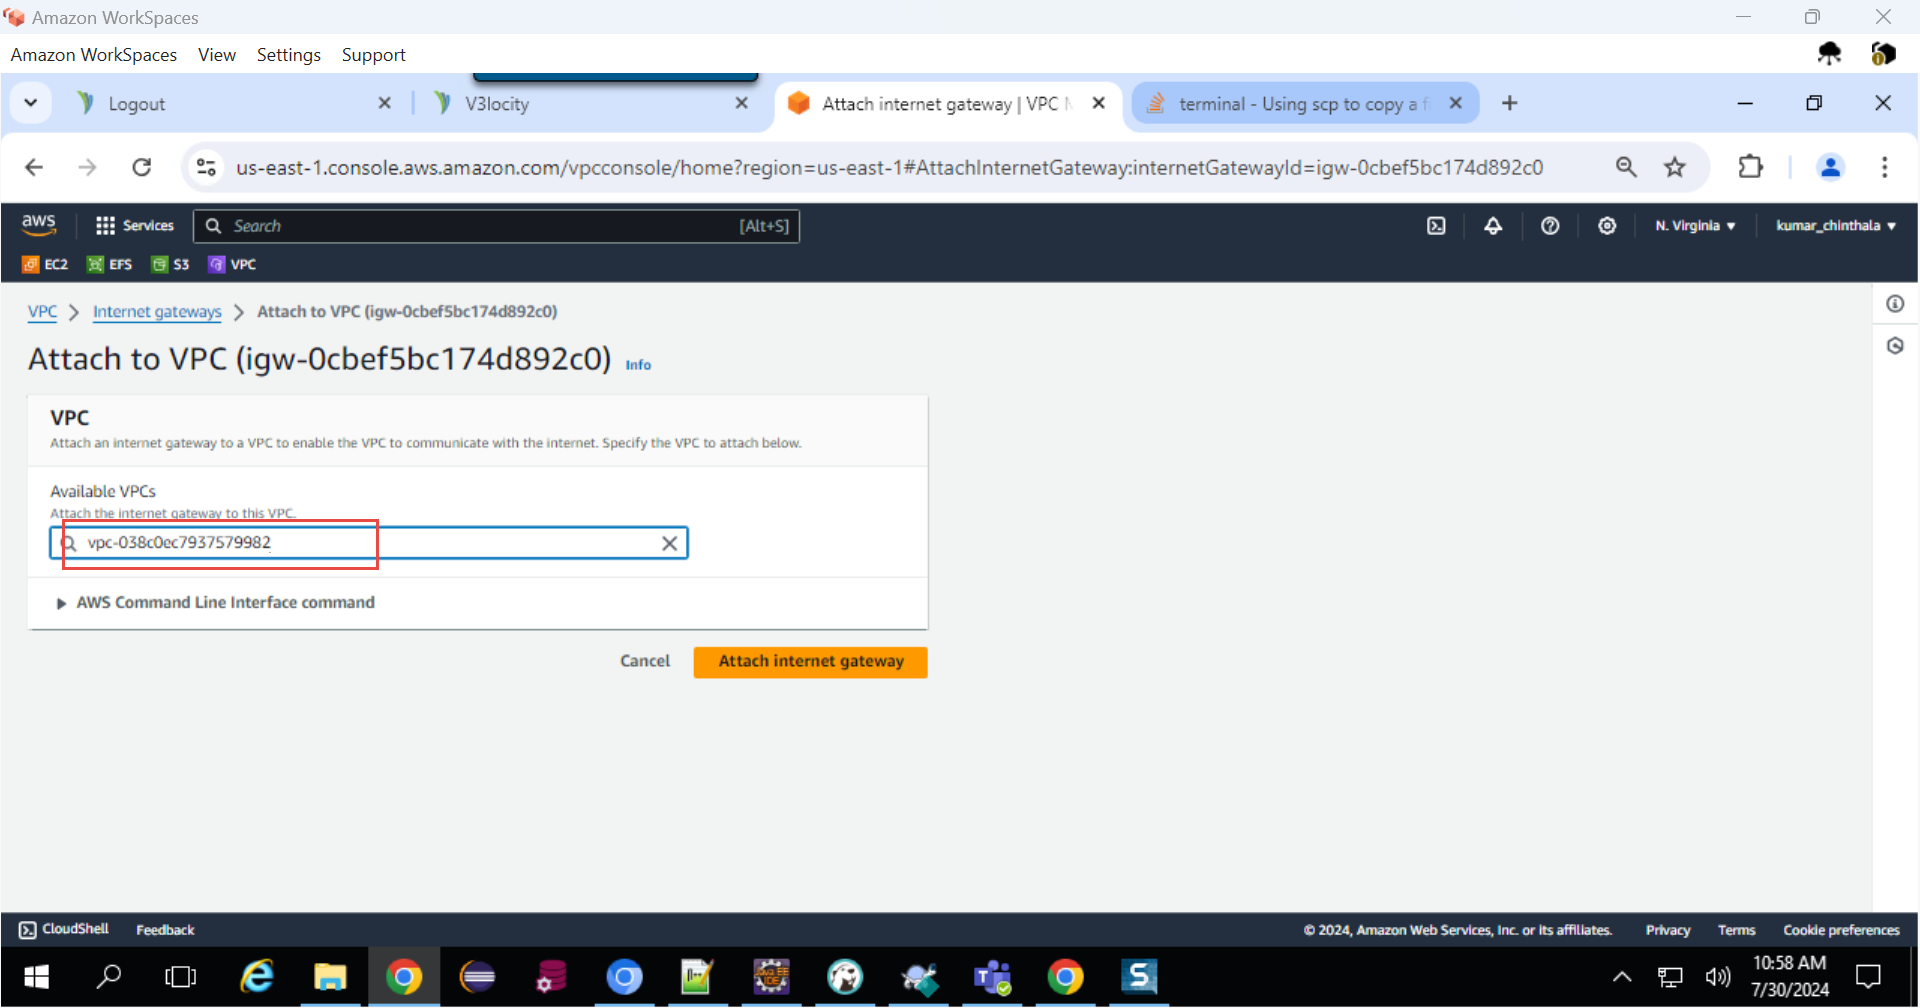 Amazon WorkSpaces
Amazon WorkSpaces View Settings Support
Logout V3locity Attach internet gateway | VPC terminal - Using scp to copy a
us-east-1.console.aws.amazon.com/vpcconsole/home?region=us-east-1#AttachInternetGateway:internetGatewayId=igw-0cbef5bc174d892c0
aws Services Search [Alt+S] N. Virginia ▼ kumar_chinthala ▼
EC2 EFS S3 VPC
VPC > Internet gateways > Attach to VPC (igw-0cbef5bc174d892c0)
Attach to VPC (igw-0cbef5bc174d892c0) Info
VPC
Attach an internet gateway to a VPC to enable the VPC to communicate with the internet. Specify the VPC to attach below.
Available VPCs
Attach the internet gateway to this VPC.
vpc-038c0ec7937579982
AWS Command Line Interface command
Cancel Attach internet gateway
CloudShell Feedback © 2024, Amazon Web Services, Inc. or its affiliates. Privacy Terms Cookie preferences
10:58 AM
7/30/2024